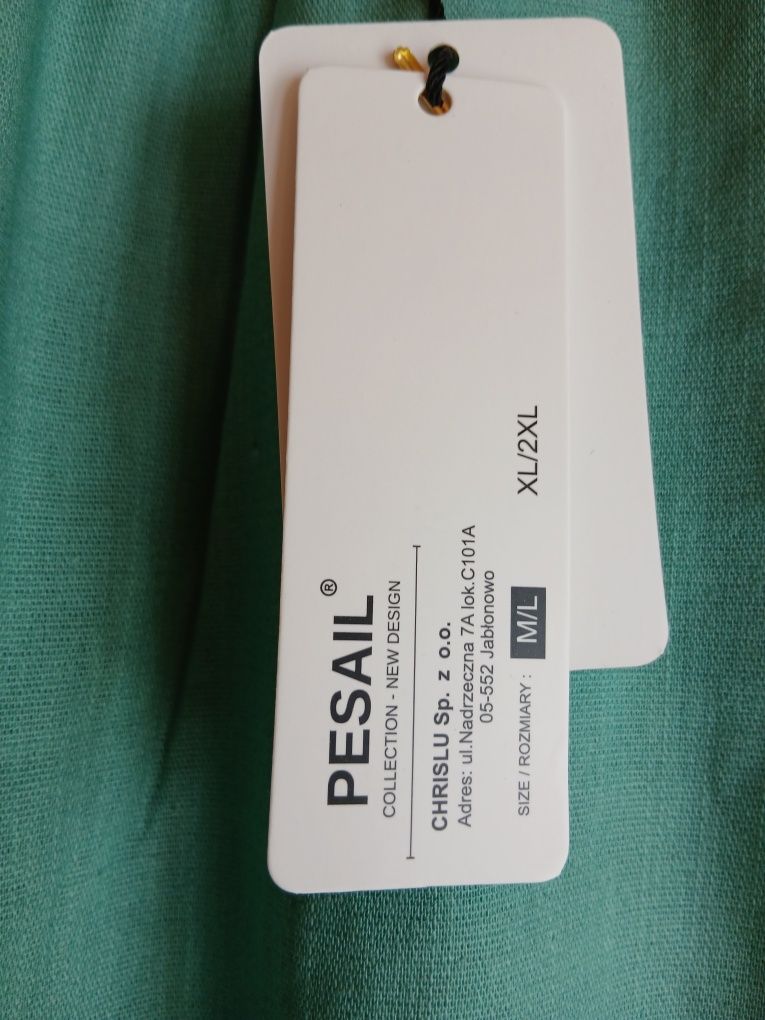 PESAIL®
COLLECTION - NEW DESIGN
CHRISLU Sp. z o.o.
Adres: ul.Nadrzeczna 7A lok.C101A
05-552 Jabłonowo
SIZE / ROZMIARY : M/L XL/2XL